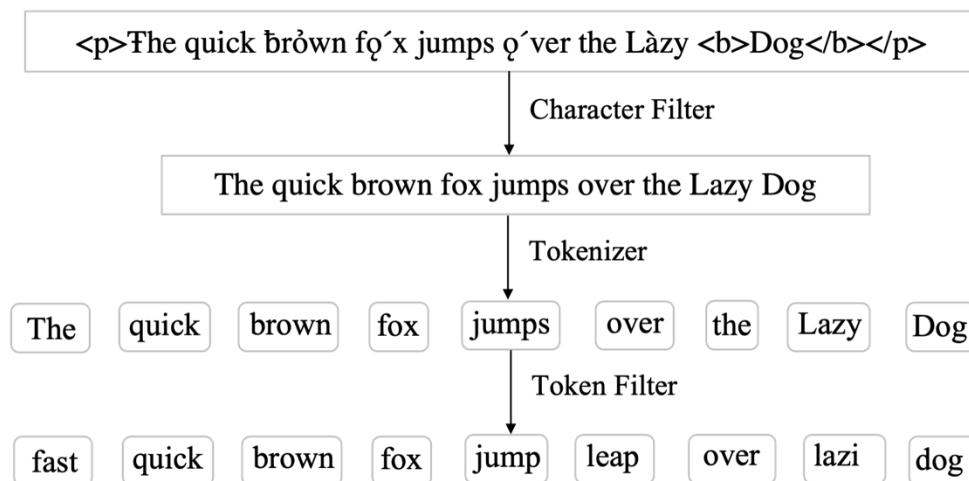 <p>Ŧhe quick ƀrỏwn fǫ´x jumps ǫ´ver the Làzy <b>Dog</b></p>
Character Filter
The quick brown fox jumps over the Lazy Dog
Tokenizer
The quick brown fox jumps over the Lazy Dog
Token Filter
fast quick brown fox jump leap over lazi dog